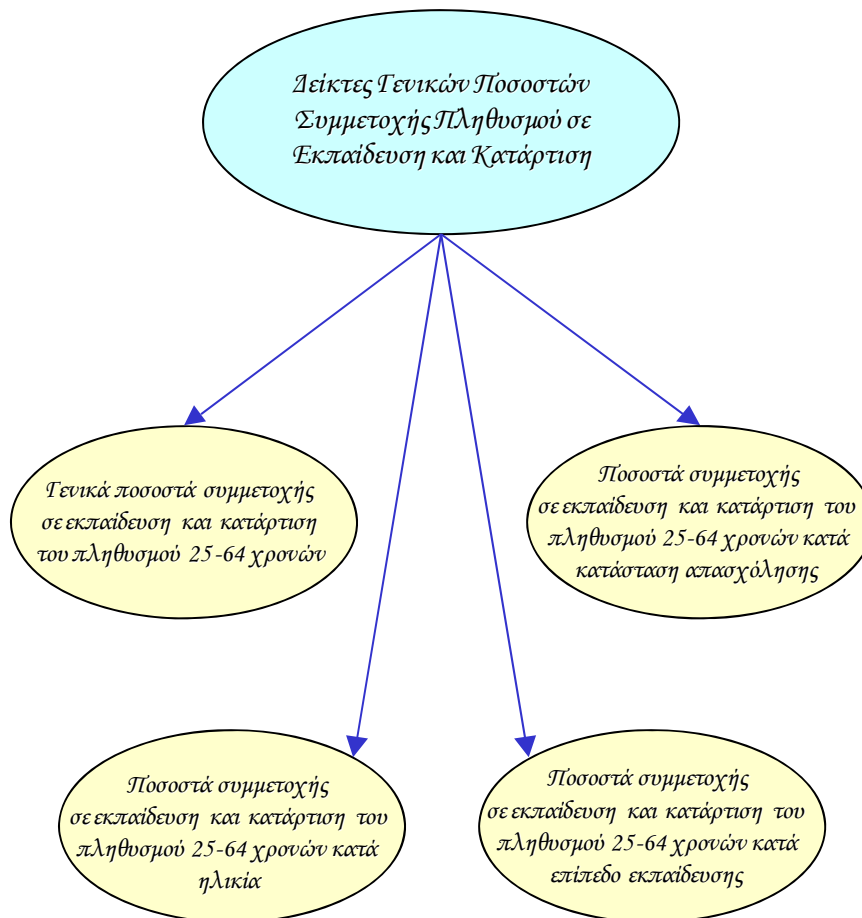 Δείκτες Γενικών Ποσοστών
Συμμετοχής Πληθυσμού σε
Εκπαίδευση και Κατάρτιση
Γενικά ποσοστά συμμετοχής
σε εκπαίδευση και κατάρτιση
του πληθυσμού 25-64 χρονών
Ποσοστά συμμετοχής
σε εκπαίδευση και κατάρτιση του
πληθυσμού 25-64 χρονών κατά
κατάσταση απασχόλησης
Ποσοστά συμμετοχής
σε εκπαίδευση και κατάρτιση του
πληθυσμού 25-64 χρονών κατά
ηλικία
Ποσοστά συμμετοχής
σε εκπαίδευση και κατάρτιση του
πληθυσμού 25-64 χρονών κατά
επίπεδο εκπαίδευσης